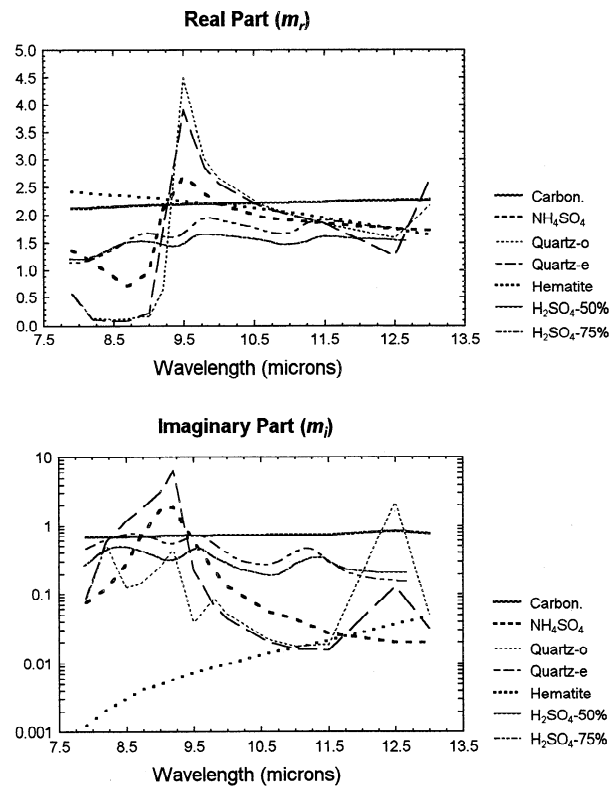 Real Part (mr)
5.0
4.5
4.0
3.5
3.0
2.5
2.0
1.5
1.0
0.5
0.0
7.5 8.5 9.5 10.5 11.5 12.5 13.5
Wavelength (microns)
Carbon.
NH4SO4
Quartz-o
Quartz-e
Hematite
H2SO4-50%
H2SO4-75%
Imaginary Part (mi)
10
1
0.1
0.01
0.001
7.5 8.5 9.5 10.5 11.5 12.5 13.5
Wavelength (microns)
Carbon.
NH4SO4
Quartz-o
Quartz-e
Hematite
H2SO4-50%
H2SO4-75%